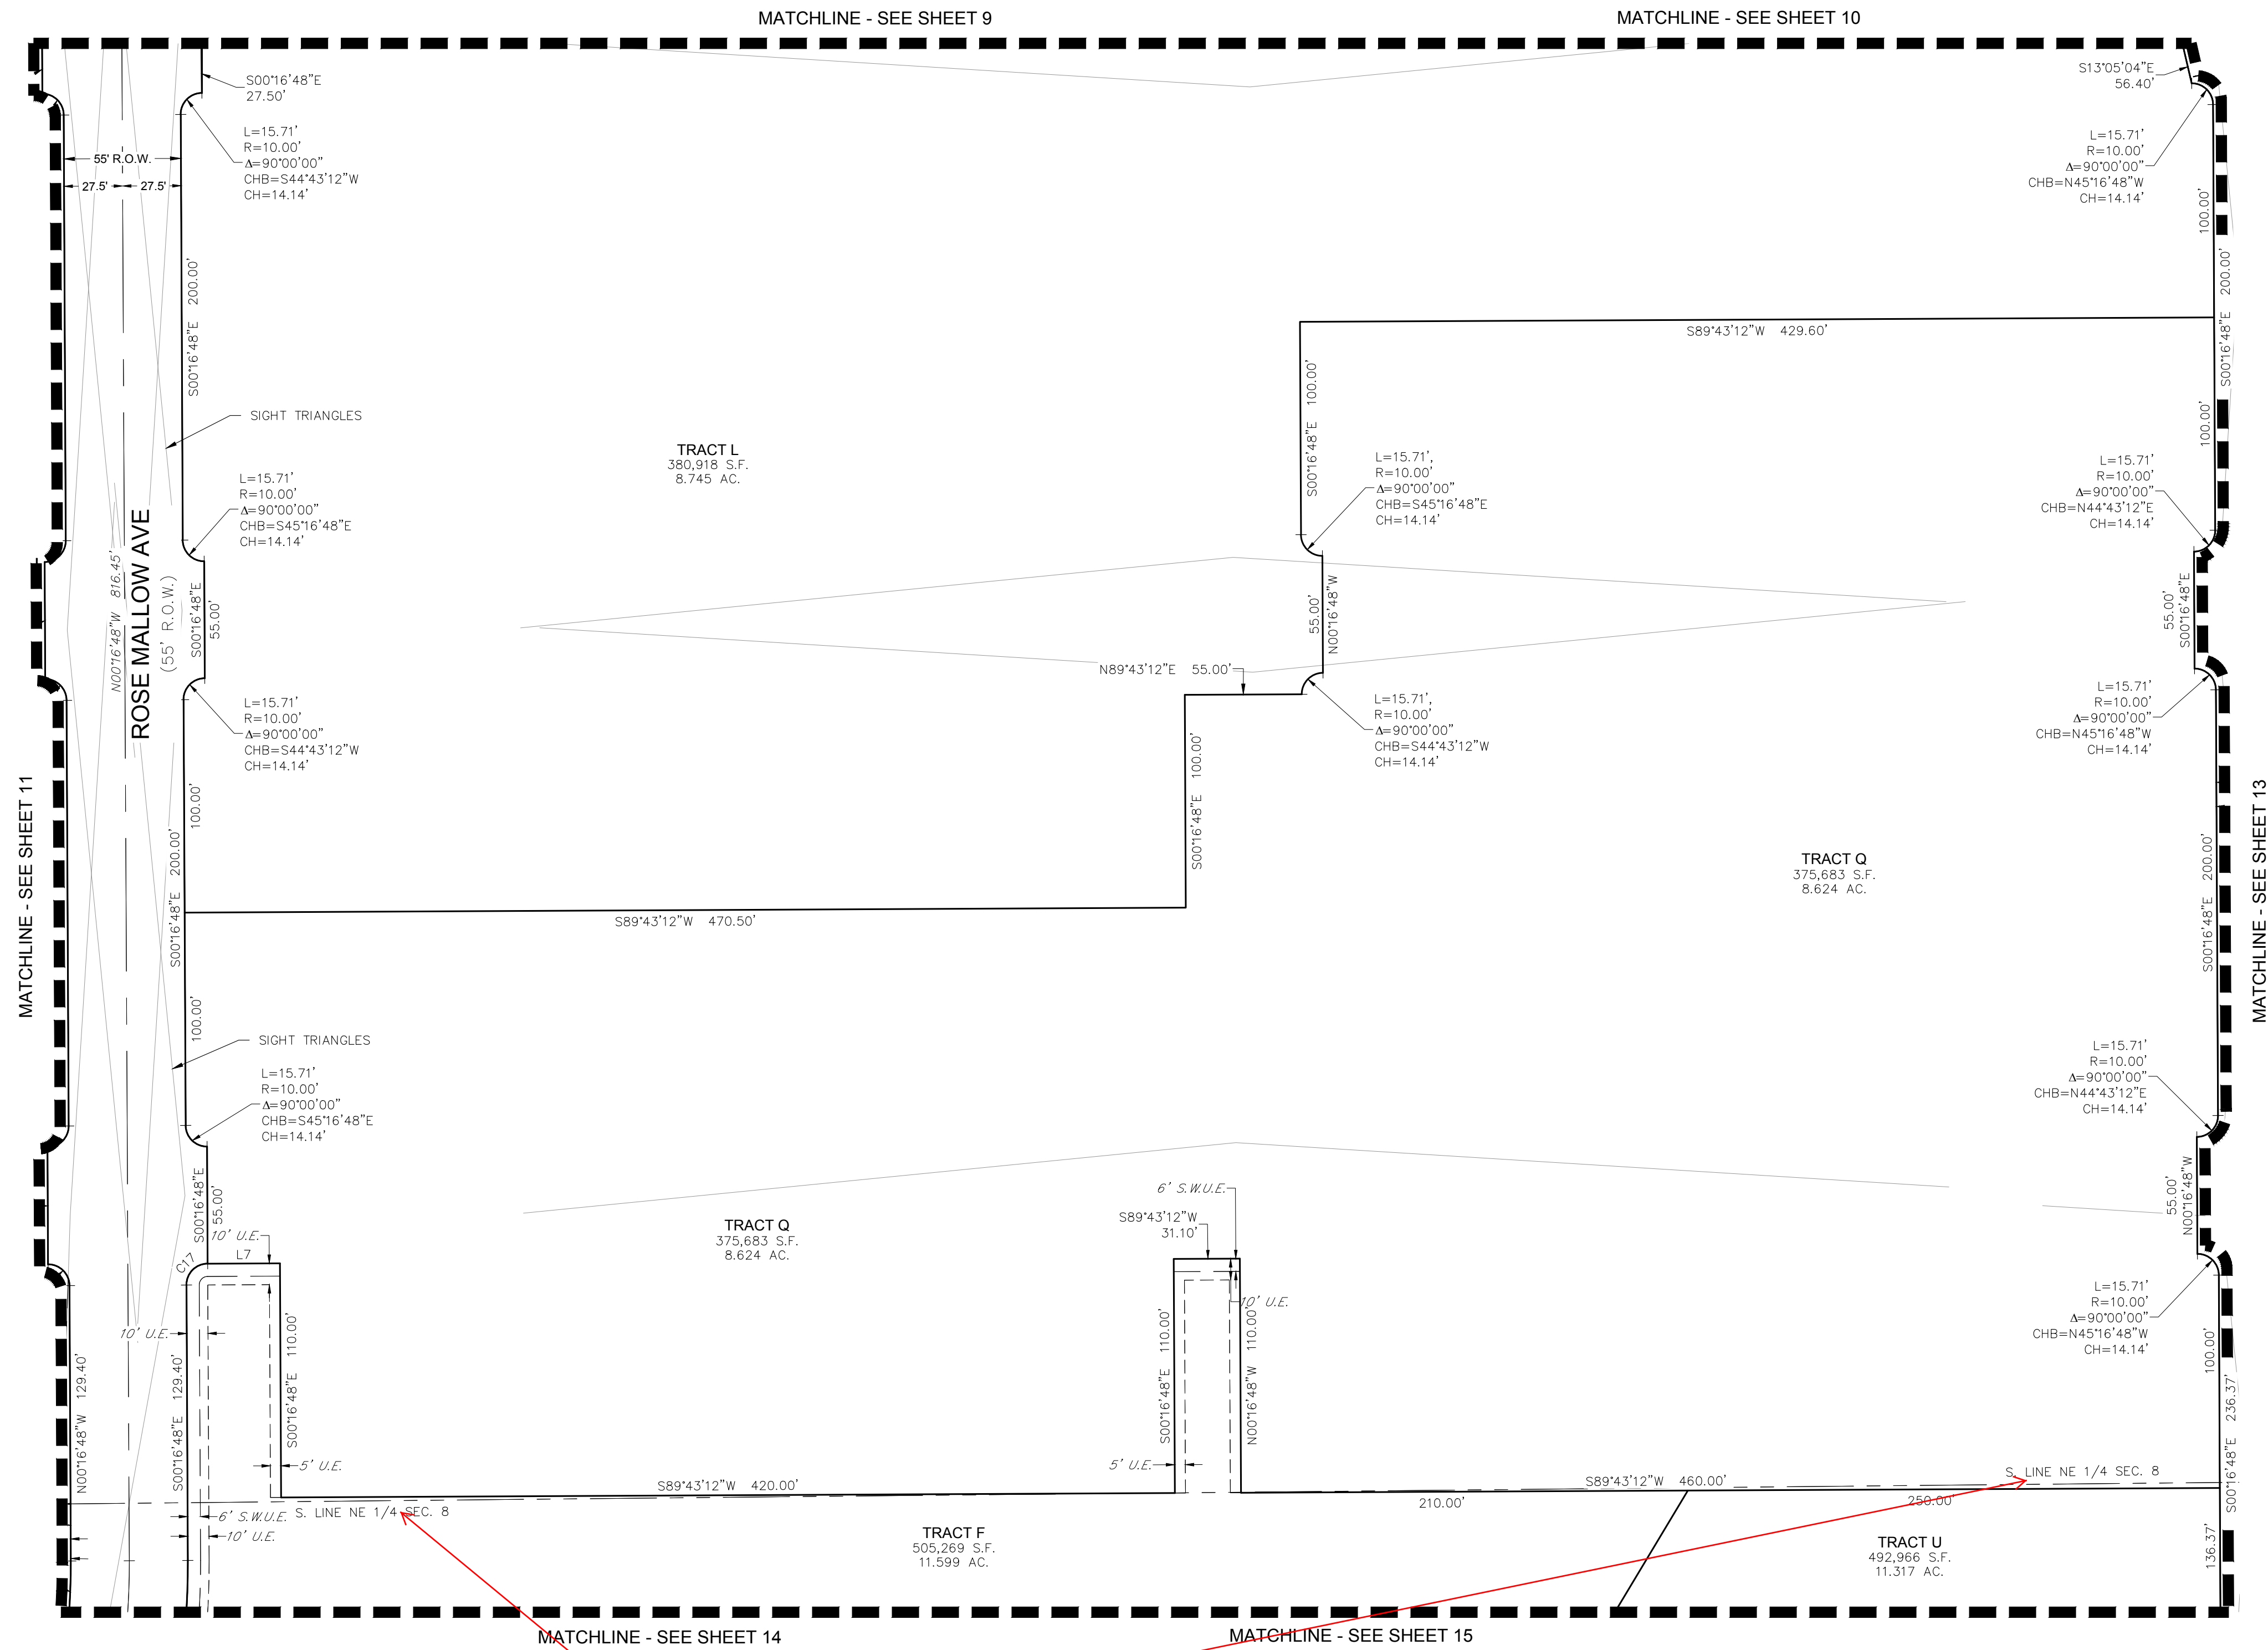 MATCHLINE - SEE SHEET 9
MATCHLINE - SEE SHEET 10
S00°16'48"E
27.50'
L=15.71'
R=10.00'
Δ=90°00'00"
CHB=S44°43'12"W
CH=14.14'
55' R.O.W.
27.5'
27.5'
S13°05'04"E
56.40'
L=15.71'
R=10.00'
Δ=90°00'00"
CHB=N45°16'48"W
CH=14.14'
100.00'
S00°16'48"E 200.00'
S00°16'48"E 200.00'
S89°43'12"W 429.60'
S00°16'48"E 100.00'
100.00'
SIGHT TRIANGLES
TRACT L
380,918 S.F.
8.745 AC.
L=15.71'
R=10.00'
Δ=90°00'00"
CHB=S45°16'48"E
CH=14.14'
L=15.71',
R=10.00'
Δ=90°00'00"
CHB=S45°16'48"E
CH=14.14'
L=15.71'
R=10.00'
Δ=90°00'00"
CHB=N44°43'12"E
CH=14.14'
N00°16'48"W 816.45'
ROSE MALLOW AVE
(55' R.O.W.)
S00°16'48"E
55.00'
55.00'
N00°16'48"W
55.00'
S00°16'48"E
N89°43'12"E 55.00'
L=15.71'
R=10.00'
Δ=90°00'00"
CHB=S44°43'12"W
CH=14.14'
L=15.71',
R=10.00'
Δ=90°00'00"
CHB=S44°43'12"W
CH=14.14'
L=15.71'
R=10.00'
Δ=90°00'00"
CHB=N45°16'48"W
CH=14.14'
MATCHLINE - SEE SHEET 11
MATCHLINE - SEE SHEET 13
100.00'
S00°16'48"E 200.00'
S00°16'48"E 100.00'
S00°16'48"E 200.00'
TRACT Q
375,683 S.F.
8.624 AC.
S89°43'12"W 470.50'
100.00'
SIGHT TRIANGLES
L=15.71'
R=10.00'
Δ=90°00'00"
CHB=S45°16'48"E
CH=14.14'
L=15.71'
R=10.00'
Δ=90°00'00"
CHB=N44°43'12"E
CH=14.14'
S00°16'48"E
55.00'
55.00'
N00°16'48"W
6' S.W.U.E.
S89°43'12"W
31.10'
TRACT Q
375,683 S.F.
8.624 AC.
10' U.E.
L7
C17
10' U.E.
L=15.71'
R=10.00'
Δ=90°00'00"
CHB=N45°16'48"W
CH=14.14'
10' U.E.
N00°16'48"W 129.40'
S00°16'48"E 129.40'
S00°16'48"E 110.00'
S00°16'48"E 110.00'
N00°16'48"W 110.00'
100.00'
S00°16'48"E 236.37'
5' U.E.
5' U.E.
S89°43'12"W 420.00'
S89°43'12"W 460.00'
S. LINE NE 1/4 SEC. 8
210.00'
250.00'
6' S.W.U.E.
S. LINE NE 1/4 SEC. 8
10' U.E.
TRACT F
505,269 S.F.
11.599 AC.
TRACT U
492,966 S.F.
11.317 AC.
136.37'
MATCHLINE - SEE SHEET 14
MATCHLINE - SEE SHEET 15